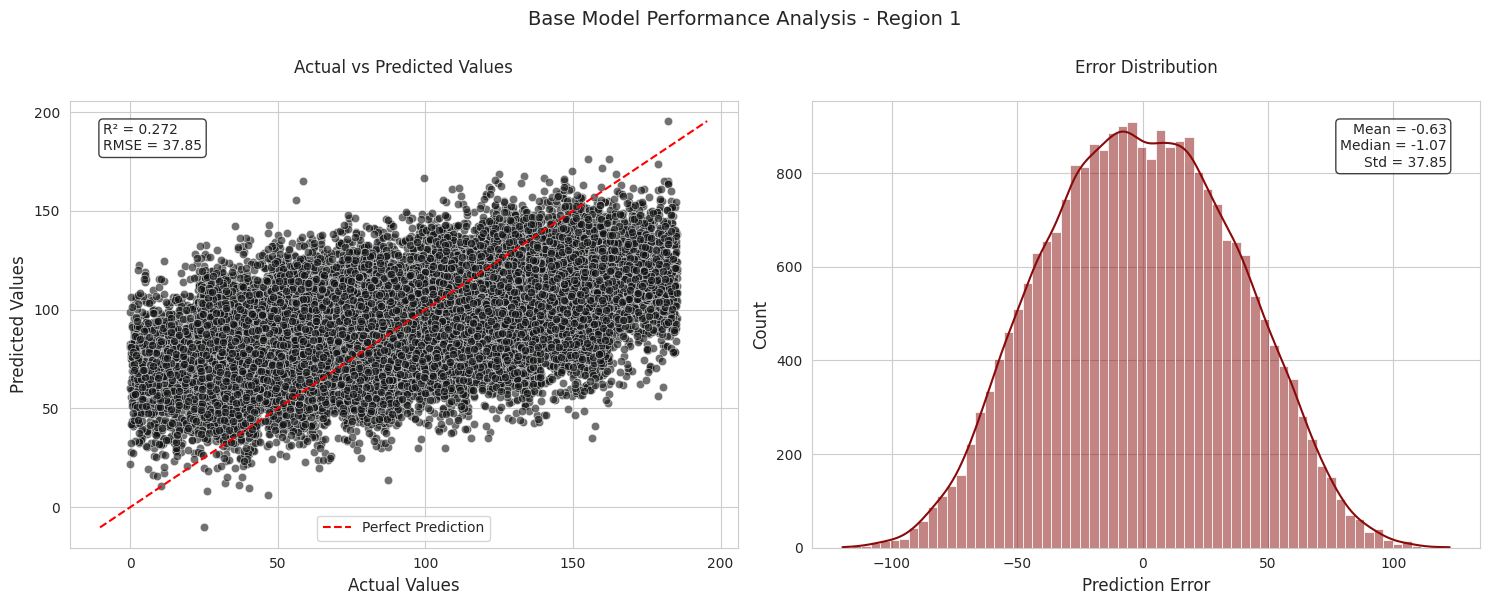 Base Model Performance Analysis - Region 1
Actual vs Predicted Values
R² = 0.272
RMSE = 37.85
200
150
100
50
0
Predicted Values
Perfect Prediction
0
50
100
150
200
Actual Values
Error Distribution
Mean = -0.63
Median = -1.07
Std = 37.85
800
600
400
200
0
Count
−100
−50
0
50
100
Prediction Error